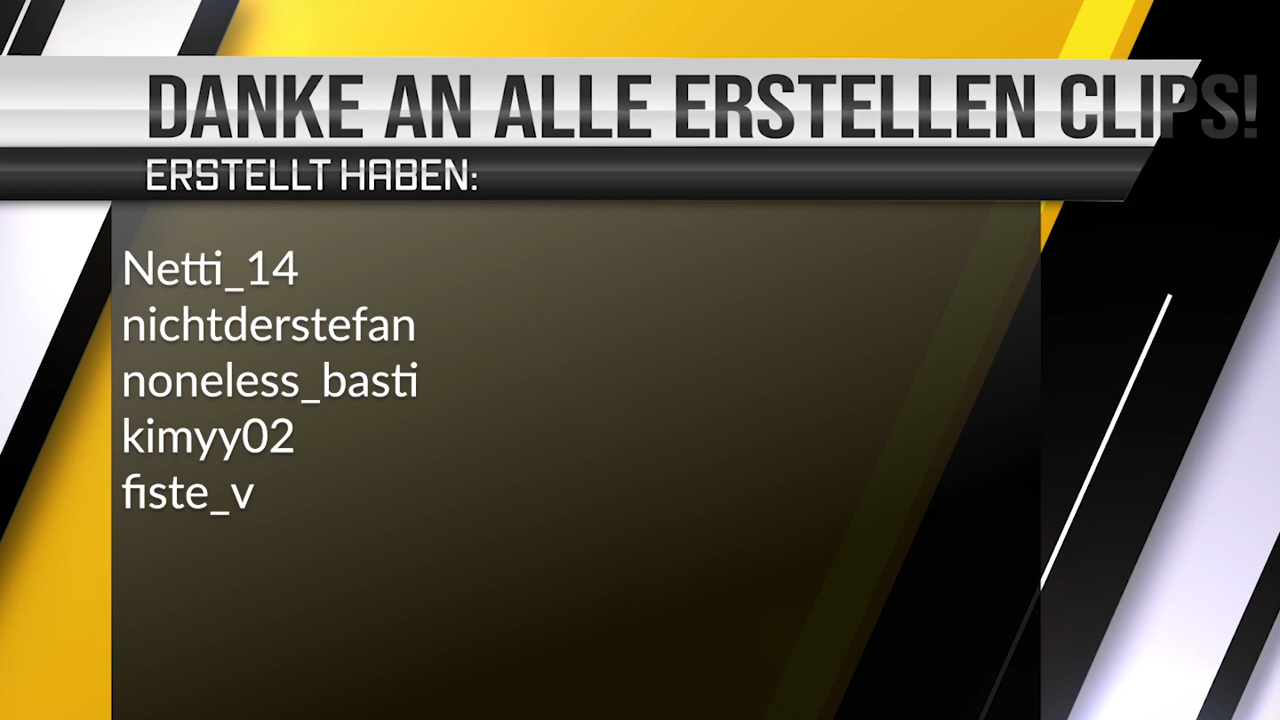 DANKE AN ALLE ERSTELLEN CLIPS!
ERSTELLT HABEN:
Netti_14
nichtderstefan
noneless_basti
kimyy02
fiste_v